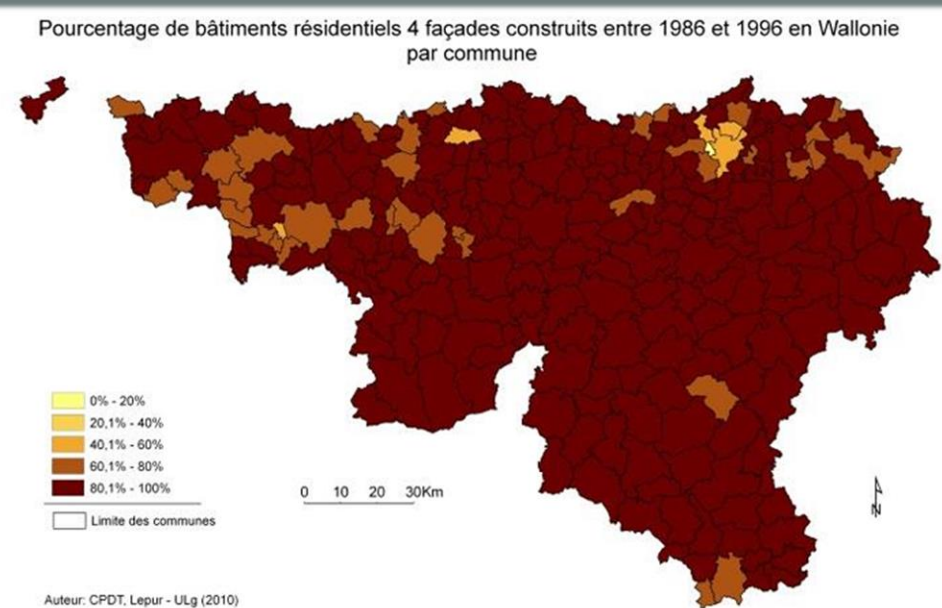 Pourcentage de bâtiments résidentiels 4 façades construits entre 1986 et 1996 en Wallonie
par commune
0% - 20%
20,1% - 40%
40,1% - 60%
60,1% - 80%
80,1% - 100%
Limite des communes
0 10 20 30Km
N
Auteur: CPDT, Lepur - ULg (2010)